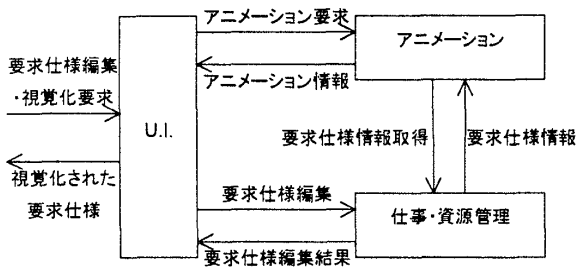 アニメーション要求
アニメーション
要求仕様編集
・視覚化要求
アニメーション情報
U.I.
要求仕様情報取得
要求仕様情報
視覚化された
要求仕様
要求仕様編集
仕事・資源管理
要求仕様編集結果